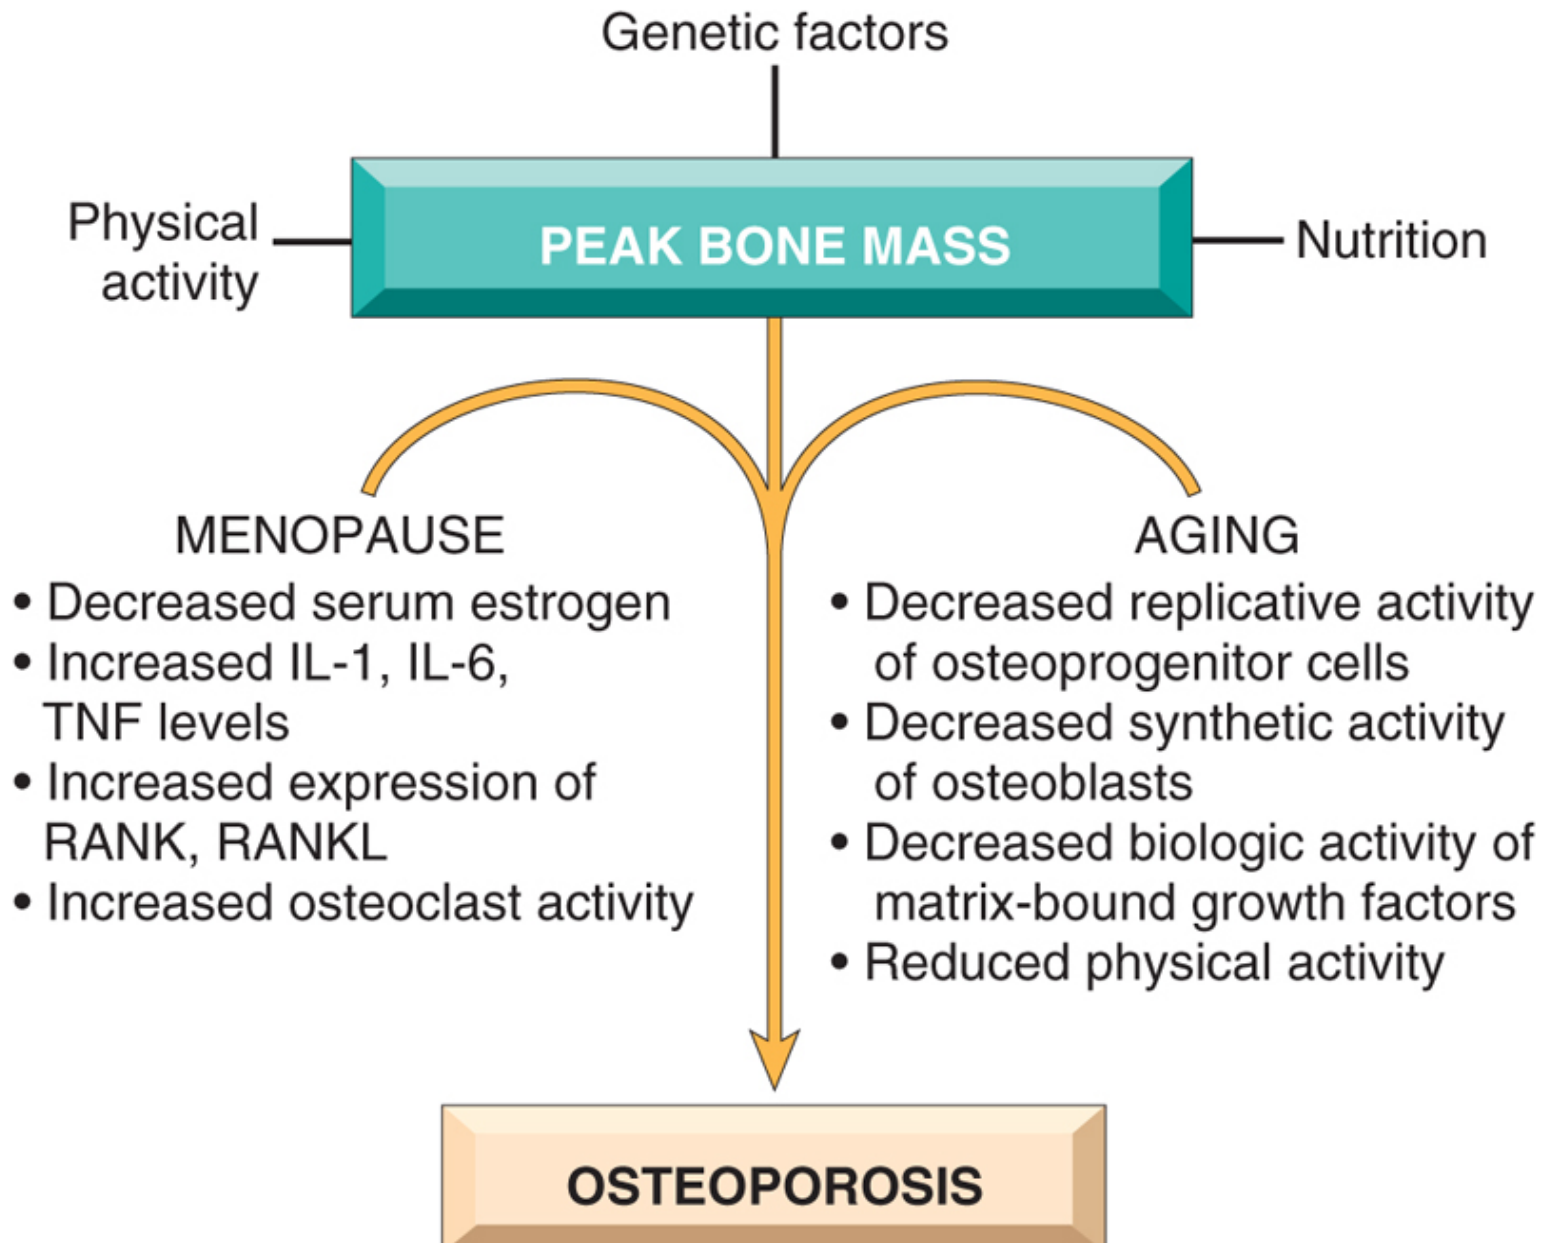 Genetic factors
Physical
activity
PEAK BONE MASS
Nutrition
MENOPAUSE
• Decreased serum estrogen
• Increased IL-1, IL-6,
TNF levels
• Increased expression of
RANK, RANKL
• Increased osteoclast activity
AGING
• Decreased replicative activity
of osteoprogenitor cells
• Decreased synthetic activity
of osteoblasts
• Decreased biologic activity of
matrix-bound growth factors
• Reduced physical activity
OSTEOPOROSIS